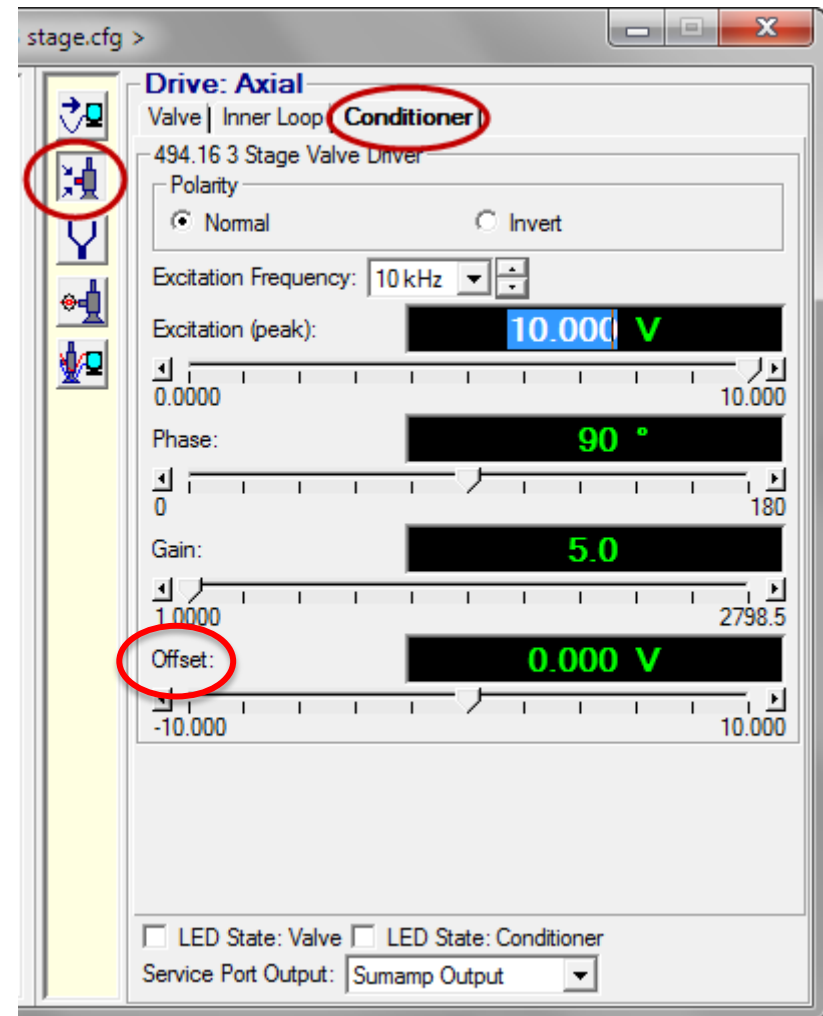 stage.cfg >
Drive: Axial
Valve Inner Loop Conditioner
494.16 3 Stage Valve Driver
Polarity
Normal Invert
Excitation Frequency: 10 kHz
Excitation (peak): 10.000 V
0.0000 10.000
Phase: 90 °
0 180
Gain: 5.0
1.0000 2798.5
Offset: 0.000 V
-10.000 10.000
LED State: Valve LED State: Conditioner
Service Port Output: Sumamp Output